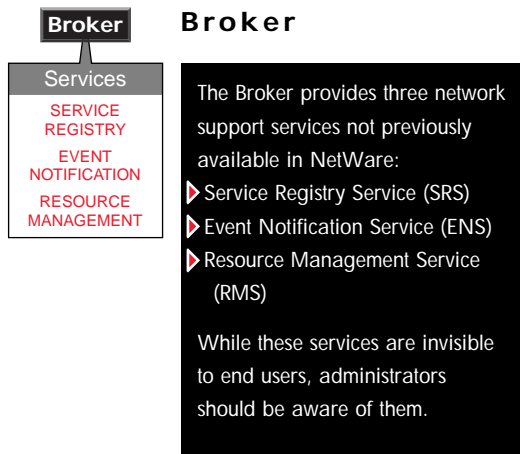 Broker
Services
SERVICE
REGISTRY
EVENT
NOTIFICATION
RESOURCE
MANAGEMENT
Broker
The Broker provides three network
support services not previously
available in NetWare:
Service Registry Service (SRS)
Event Notification Service (ENS)
Resource Management Service
(RMS)
While these services are invisible
to end users, administrators
should be aware of them.